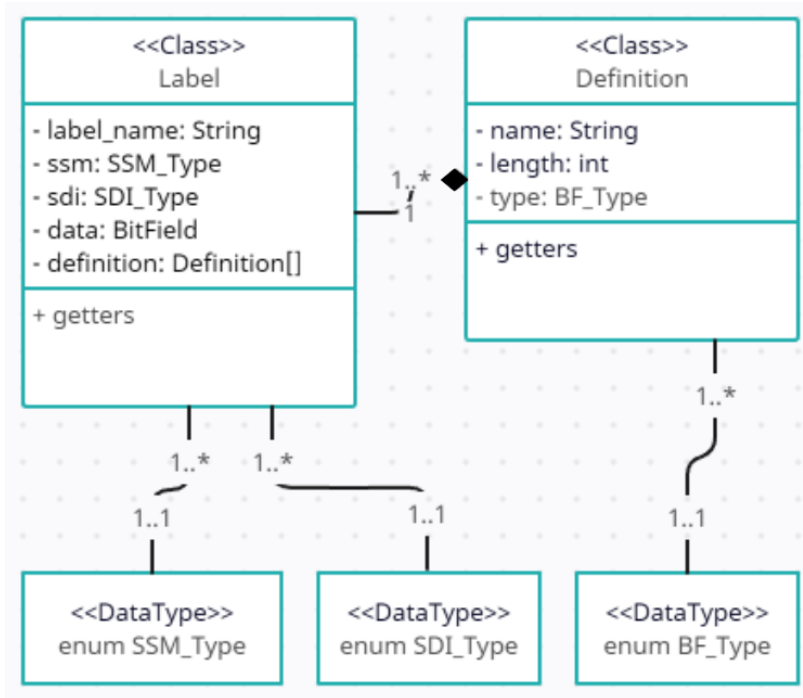 <<Class>>
Label
- label_name: String
- ssm: SSM_Type
- sdi: SDI_Type
- data: BitField
- definition: Definition[]
+ getters
1..*
1
<<Class>>
Definition
- name: String
- length: int
- type: BF_Type
+ getters
1..*
1..*
1..*
1..1
1..1
1..1
<<DataType>>
enum SSM_Type
<<DataType>>
enum SDI_Type
<<DataType>>
enum BF_Type